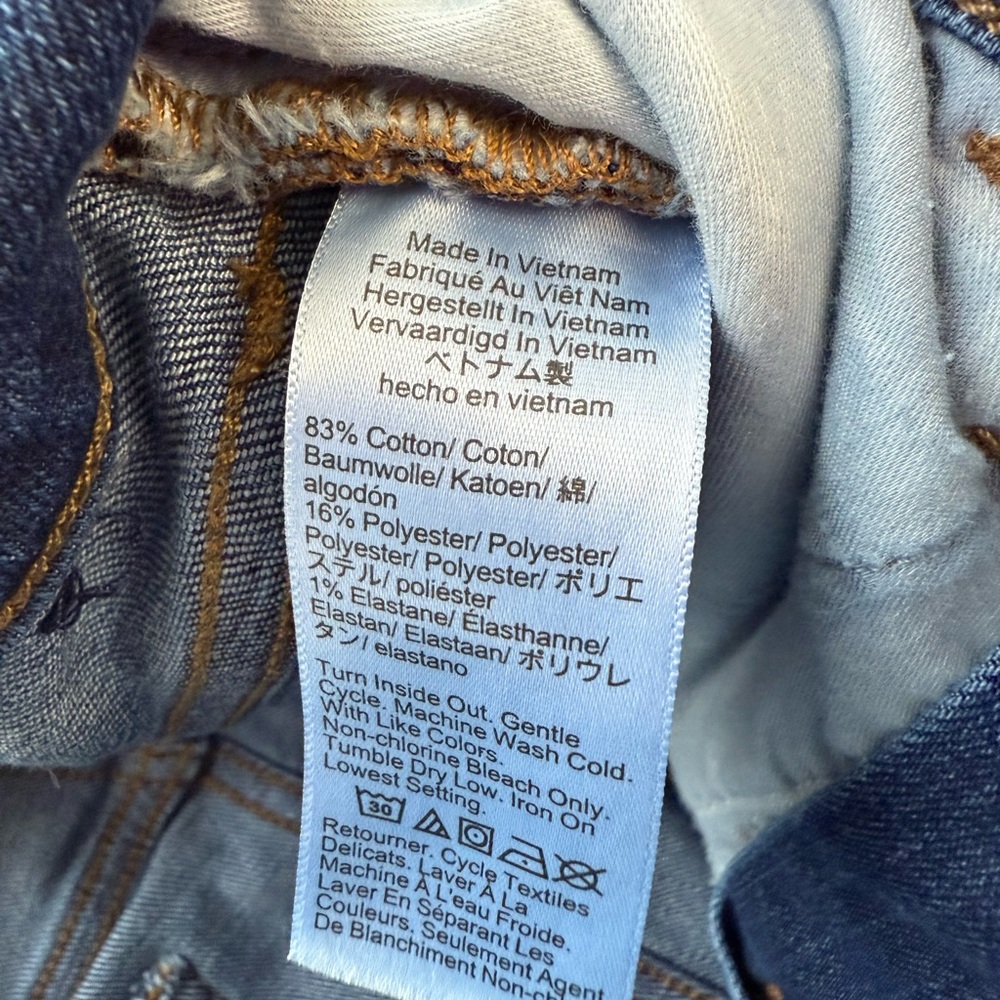 Made In Vietnam
Fabriqué Au Viêt Nam
Hergestellt In Vietnam
Vervaardigd In Vietnam
ベトナム製
hecho en vietnam
83% Cotton/ Coton/
Baumwolle/ Katoen/ 綿/
algodón
16% Polyester/ Polyester/
Polyester/ Polyester/ ポリエ
ステル/ poliéster
1% Elastane/ Élasthanne/
Elastan/ Elastaan/ ポリウレ
タン/ elastano
Turn Inside Out. Gentle
Cycle. Machine Wash Cold.
With Like Colors.
Non-chlorine Bleach Only.
Tumble Dry Low. Iron On
Lowest Setting.
30
Retourner. Cycle Textiles
Delicats. Laver À La
Machine À L'eau Froide.
Laver En Séparant Les
Couleurs. Seulement Agent
De Blanchiment Non-chl